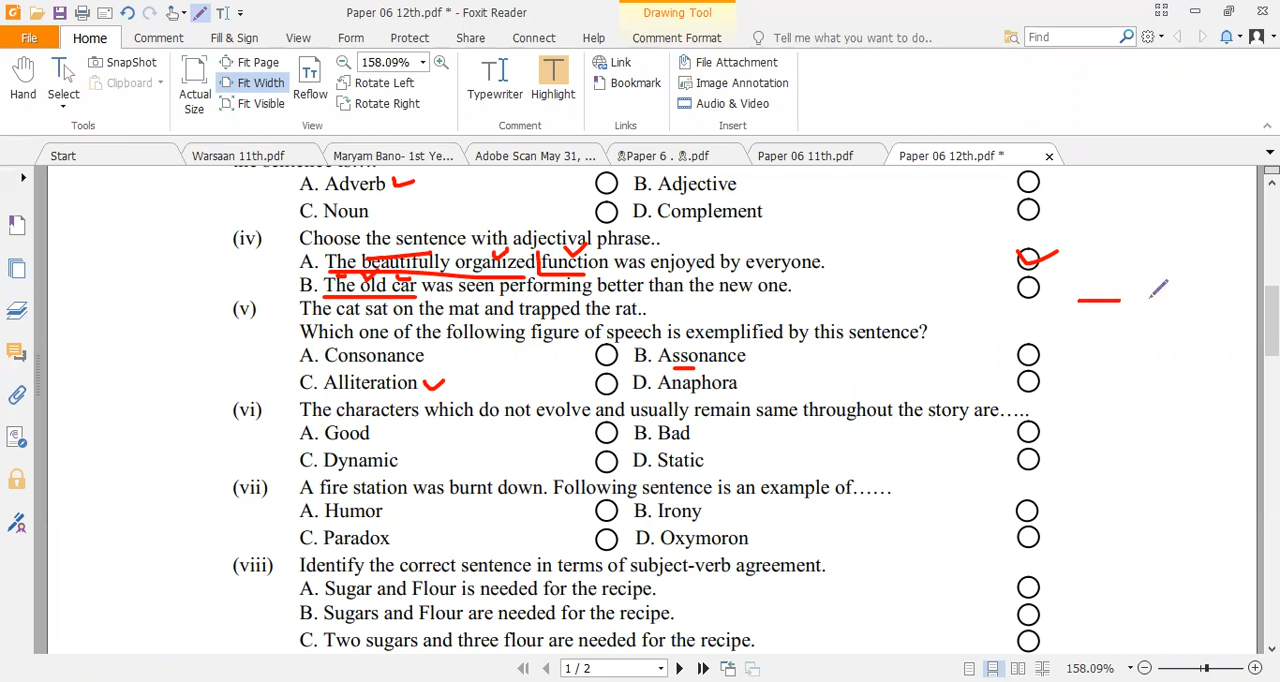 Paper 06 12th.pdf * - Foxit Reader
Drawing Tool
File Home Comment Fill & Sign View Form Protect Share Connect Help Comment Format Tell me what you want to do.. Find
Hand
Select
SnapShot
Clipboard
Tools
Actual Size
Fit Page
Fit Width
Fit Visible
Reflow
158.09%
Rotate Left
Rotate Right
View
Typewriter
Highlight
Comment
Link
Bookmark
Links
File Attachment
Image Annotation
Audio & Video
Insert
Start Warsaan 11th.pdf Maryam Bano- 1st Ye... Adobe Scan May 31, ... Paper 6 . .pdf Paper 06 11th.pdf Paper 06 12th.pdf *
A. Adverb B. Adjective
C. Noun D. Complement
(iv) Choose the sentence with adjectival phrase..
A. The beautifully organized function was enjoyed by everyone.
B. The old car was seen performing better than the new one.
(v) The cat sat on the mat and trapped the rat..
Which one of the following figure of speech is exemplified by this sentence?
A. Consonance B. Assonance
C. Alliteration D. Anaphora
(vi) The characters which do not evolve and usually remain same throughout the story are…..
A. Good B. Bad
C. Dynamic D. Static
(vii) A fire station was burnt down. Following sentence is an example of……
A. Humor B. Irony
C. Paradox D. Oxymoron
(viii) Identify the correct sentence in terms of subject-verb agreement.
A. Sugar and Flour is needed for the recipe.
B. Sugars and Flour are needed for the recipe.
C. Two sugars and three flour are needed for the recipe.
1 / 2 158.09%